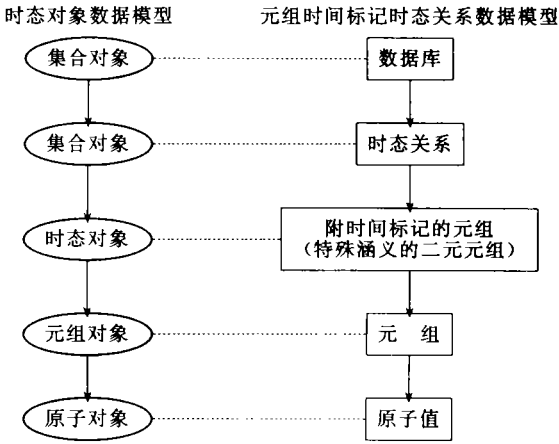 时态对象数据模型 元组时间标记时态关系数据模型
集合对象 数据库
集合对象 时态关系
时态对象 附时间标记的元组
(特殊涵义的二元元组)
元组对象 元 组
原子对象 原子值